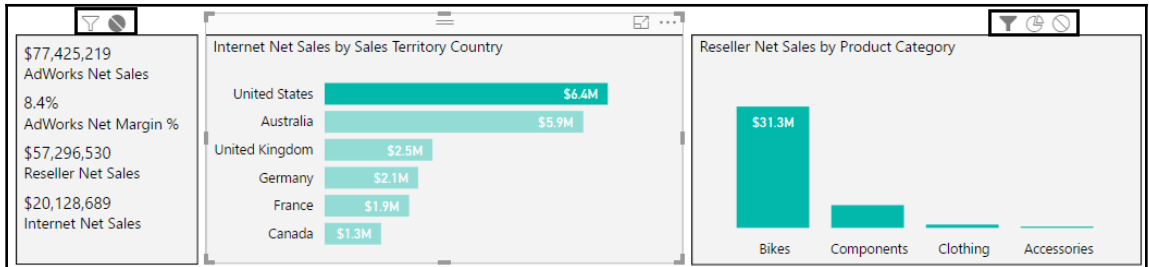 $77,425,219
AdWorks Net Sales
8.4%
AdWorks Net Margin %
$57,296,530
Reseller Net Sales
$20,128,689
Internet Net Sales
Internet Net Sales by Sales Territory Country
United States $6.4M
Australia $5.9M
United Kingdom $2.5M
Germany $2.1M
France $1.9M
Canada $1.3M
Reseller Net Sales by Product Category
$31.3M
Bikes Components Clothing Accessories